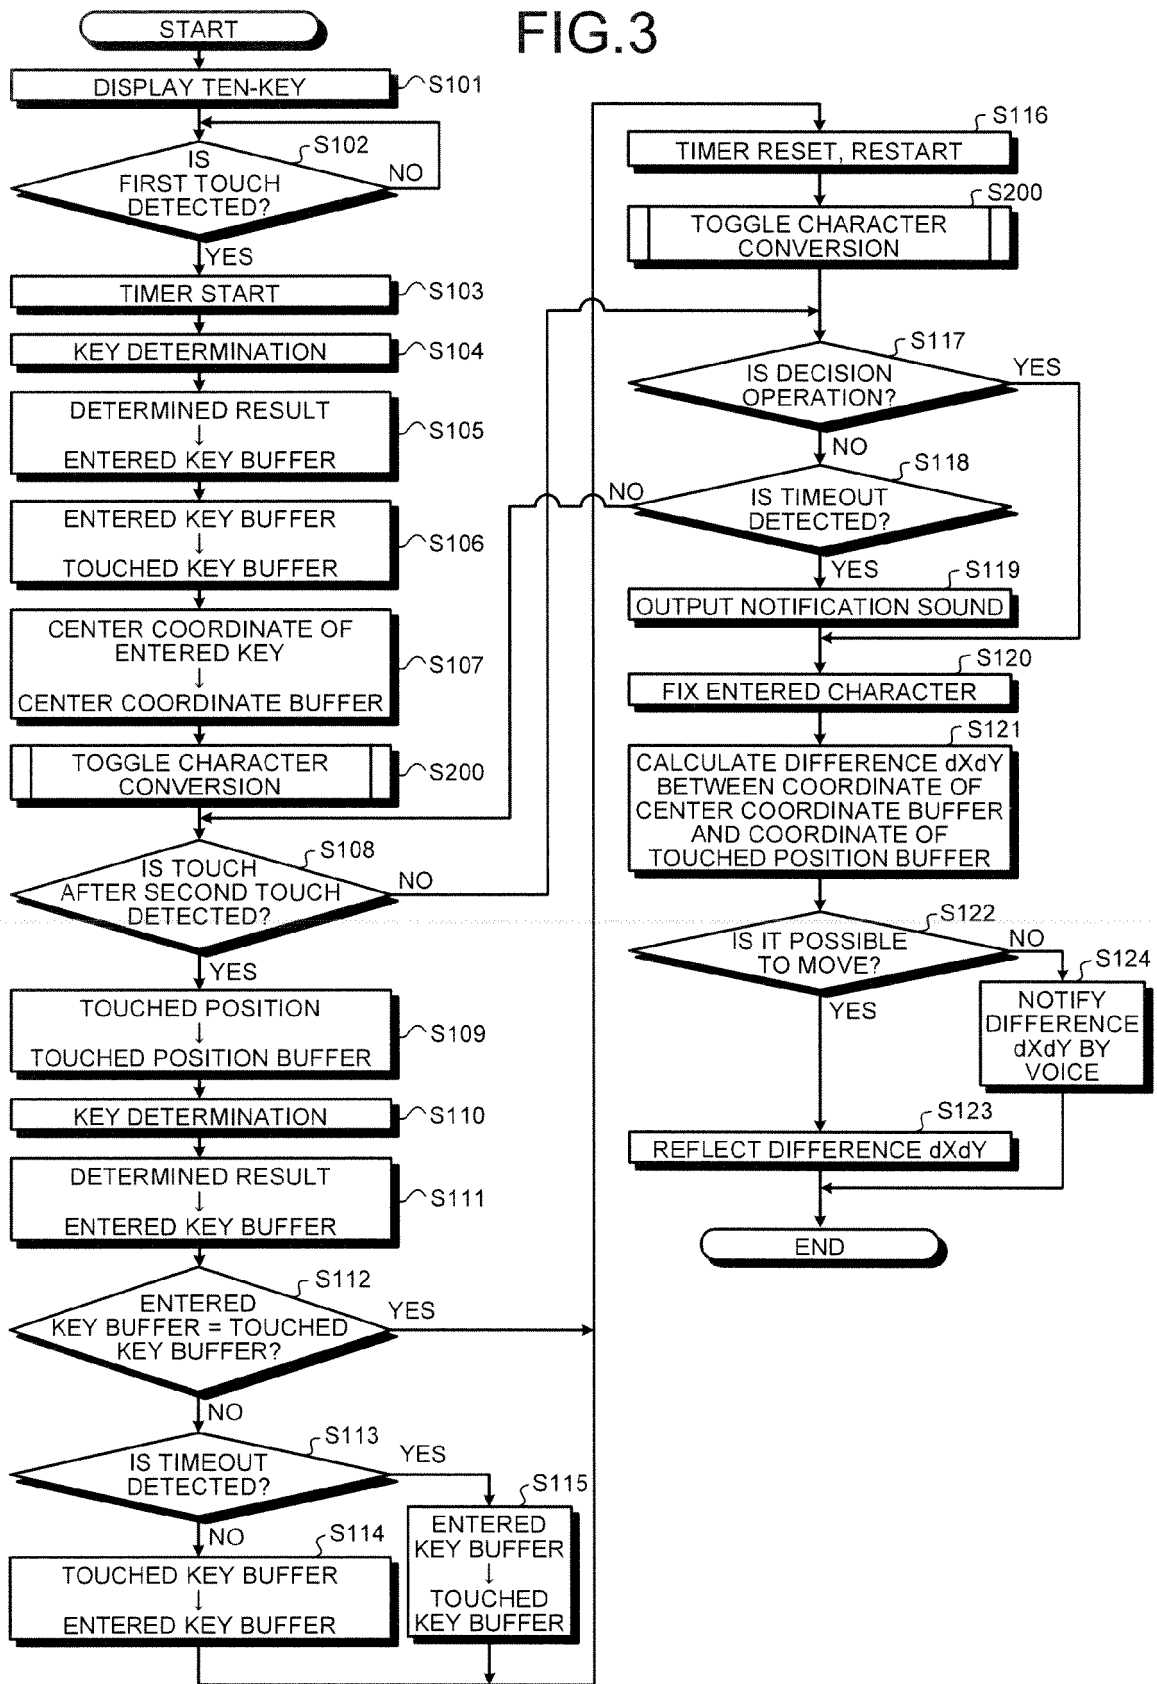 FIG.3
START
DISPLAY TEN-KEY
S101
S102
IS
FIRST TOUCH
DETECTED?
NO
YES
TIMER START
S103
KEY DETERMINATION
S104
DETERMINED RESULT
↓
ENTERED KEY BUFFER
S105
ENTERED KEY BUFFER
↓
TOUCHED KEY BUFFER
S106
CENTER COORDINATE OF
ENTERED KEY
↓
CENTER COORDINATE BUFFER
S107
TOGGLE CHARACTER
CONVERSION
S200
S108
IS TOUCH
AFTER SECOND TOUCH
DETECTED?
NO
YES
TOUCHED POSITION
↓
TOUCHED POSITION BUFFER
S109
KEY DETERMINATION
S110
DETERMINED RESULT
↓
ENTERED KEY BUFFER
S111
S112
ENTERED
KEY BUFFER = TOUCHED
KEY BUFFER?
YES
NO
S113
IS TIMEOUT
DETECTED?
YES
NO
S114
TOUCHED KEY BUFFER
↓
ENTERED KEY BUFFER
S115
ENTERED
KEY BUFFER
↓
TOUCHED
KEY BUFFER
S116
TIMER RESET, RESTART
S200
TOGGLE CHARACTER
CONVERSION
S117
IS DECISION
OPERATION?
YES
NO
S118
IS TIMEOUT
DETECTED?
NO
YES
S119
OUTPUT NOTIFICATION SOUND
S120
FIX ENTERED CHARACTER
S121
CALCULATE DIFFERENCE dXdY
BETWEEN COORDINATE OF
CENTER COORDINATE BUFFER
AND COORDINATE OF
TOUCHED POSITION BUFFER
S122
IS IT POSSIBLE
TO MOVE?
NO
YES
S124
NOTIFY
DIFFERENCE
dXdY BY
VOICE
S123
REFLECT DIFFERENCE dXdY
END